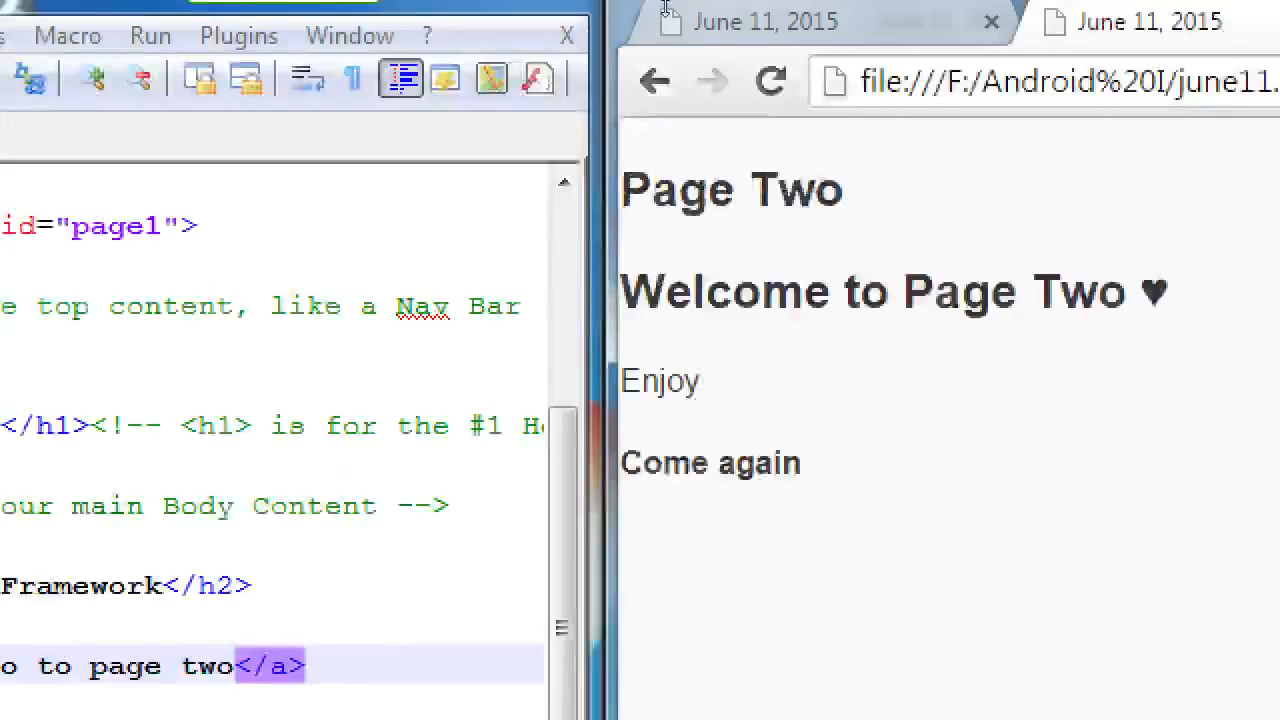 Macro Run Plugins Window ? X
id="page1">
e top content, like a Nav Bar
</h1><!-- <h1> is for the #1 He
our main Body Content -->
Framework</h2>
o to page two</a>
June 11, 2015
June 11, 2015
file:///F:/Android%20I/june11.
Page Two
Welcome to Page Two ♥
Enjoy
Come again